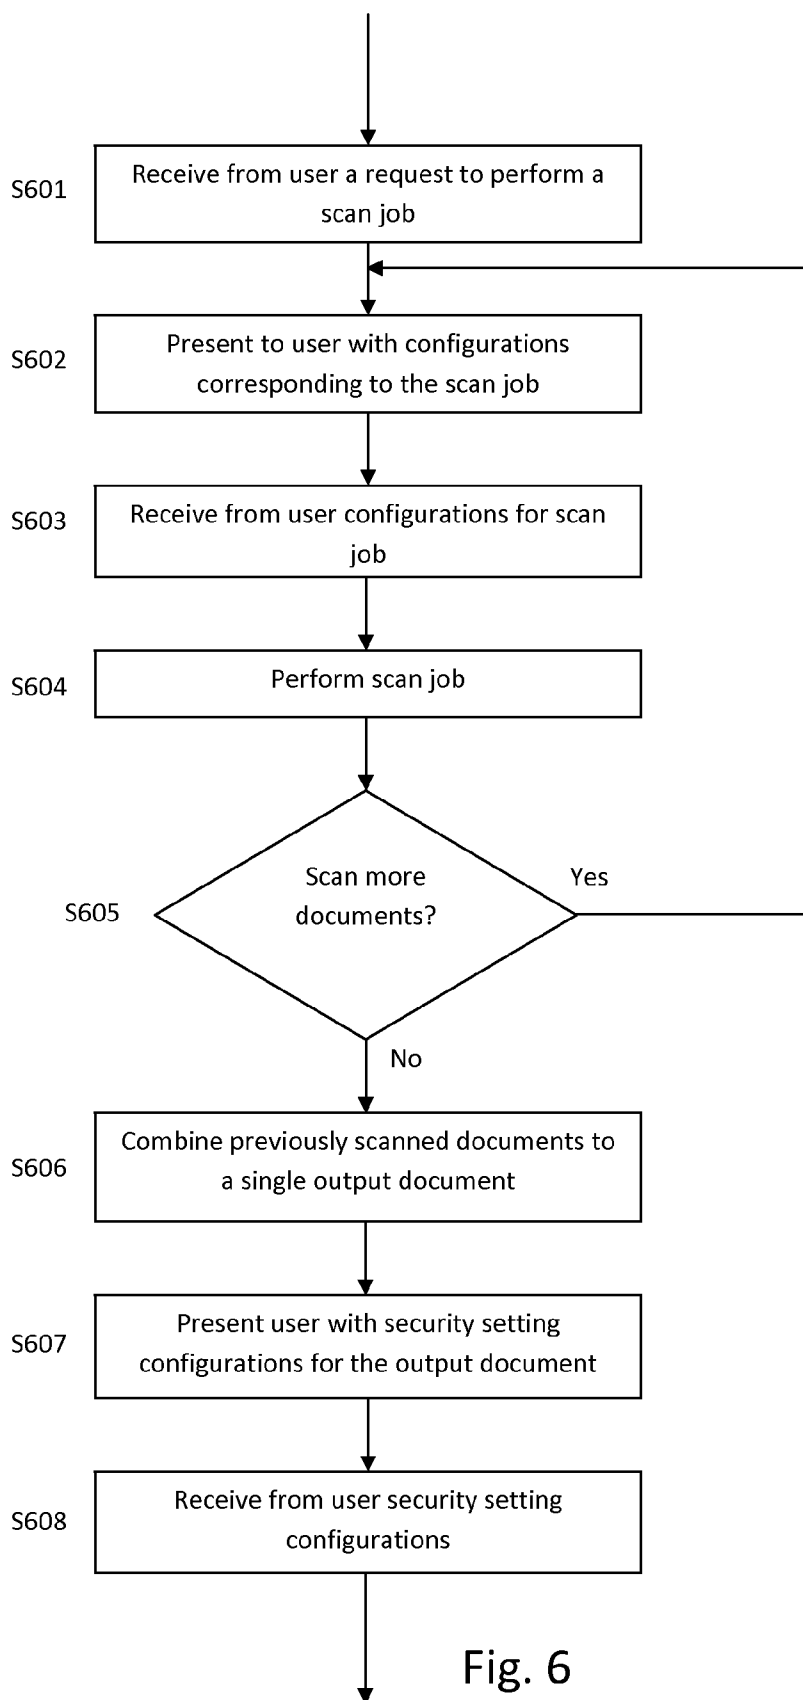 S601
Receive from user a request to perform a
scan job
S602
Present to user with configurations
corresponding to the scan job
S603
Receive from user configurations for scan
job
S604
Perform scan job
S605
Scan more
documents?
Yes
No
S606
Combine previously scanned documents to
a single output document
S607
Present user with security setting
configurations for the output document
S608
Receive from user security setting
configurations
Fig. 6